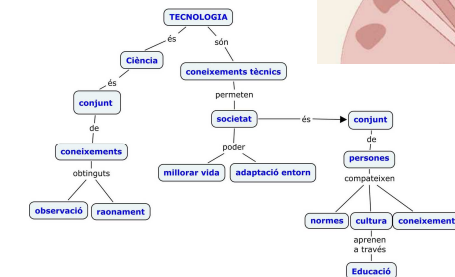 TECNOLOGIA
és
són
Ciència
coneixements tècnics
és
permeten
conjunt
societat
és
conjunt
de
poder
de
coneixements
persones
obtinguts
millorar vida
adaptació entorn
compateixen
observació
raonament
normes
cultura
coneixement
aprenen
a través
Educació